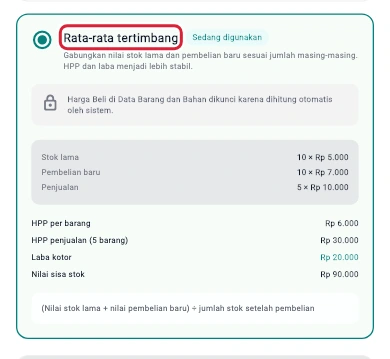 Rata-rata tertimbang Sedang digunakan
Gabungkan nilai stok lama dan pembelian baru sesuai jumlah masing-masing.
HPP dan laba menjadi lebih stabil.
Harga Beli di Data Barang dan Bahan dikunci karena dihitung otomatis
oleh sistem.
Stok lama 10 × Rp 5.000
Pembelian baru 10 × Rp 7.000
Penjualan 5 × Rp 10.000
HPP per barang Rp 6.000
HPP penjualan (5 barang) Rp 30.000
Laba kotor Rp 20.000
Nilai sisa stok Rp 90.000
(Nilai stok lama + nilai pembelian baru) ÷ jumlah stok setelah pembelian